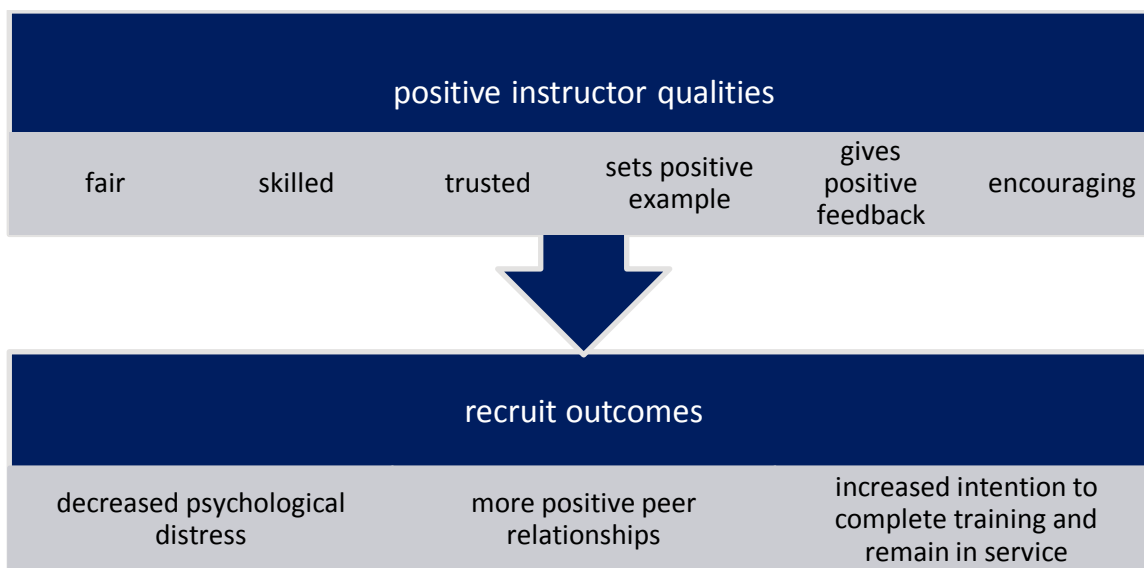 positive instructor qualities
fair
skilled
trusted
sets positive
example
gives
positive
feedback
encouraging
recruit outcomes
decreased psychological
distress
more positive peer
relationships
increased intention to
complete training and
remain in service